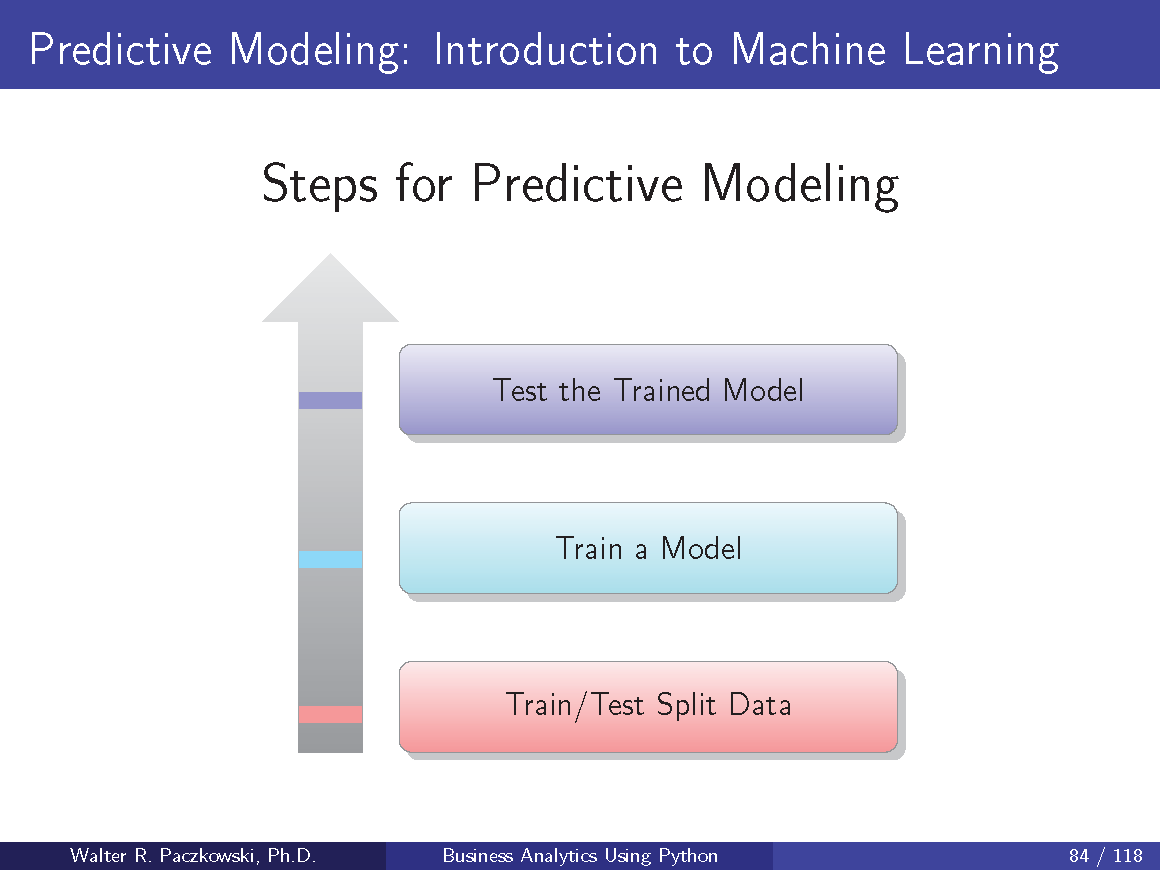 Predictive Modeling: Introduction to Machine Learning
Steps for Predictive Modeling
Test the Trained Model
Train a Model
Train/Test Split Data
Walter R. Paczkowski, Ph.D.
Business Analytics Using Python
84 / 118